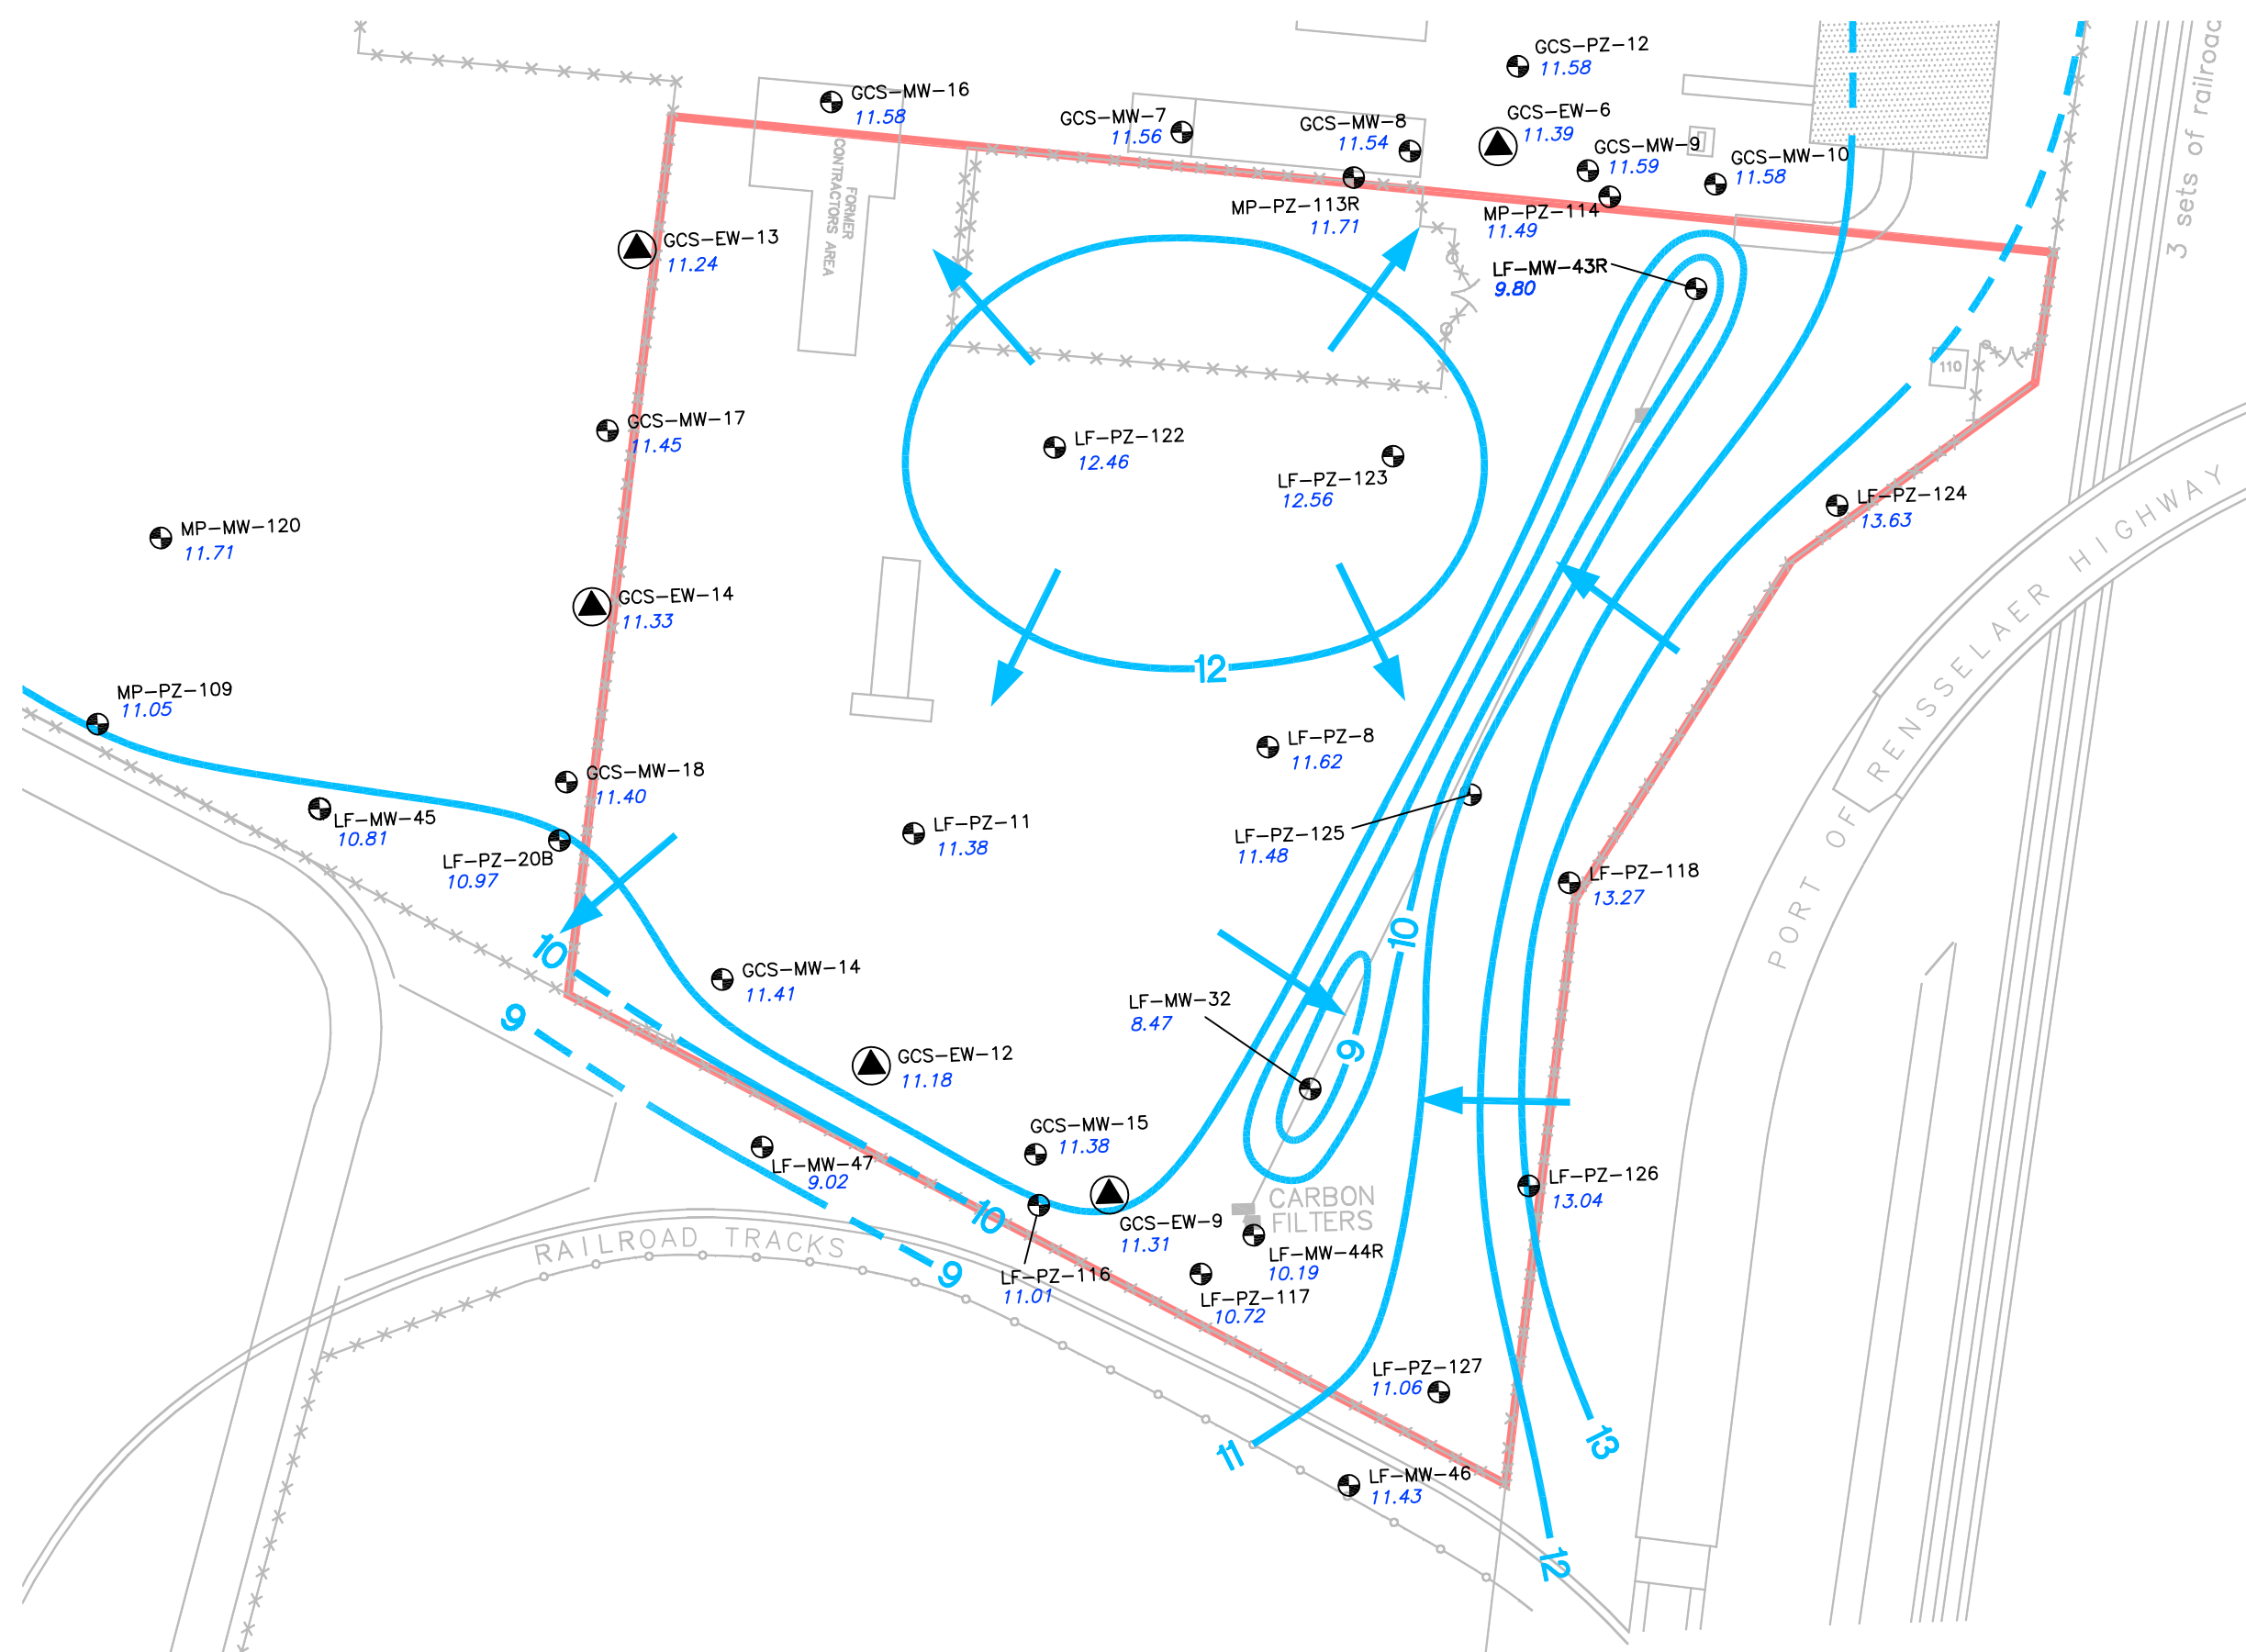 GCS-PZ-12
11.58
3 sets of railroad
GCS-MW-16
11.58
GCS-MW-7
11.56
GCS-MW-8
11.54
GCS-EW-6
11.39
GCS-MW-9
11.59
GCS-MW-10
11.58
FORMER
CONTRACTORS AREA
MP-PZ-113R
11.71
MP-PZ-114
11.49
GCS-EW-13
11.24
LF-MW-43R
9.80
110
GCS-MW-17
11.45
LF-PZ-122
12.46
LF-PZ-123
12.56
LF-PZ-124
13.63
MP-MW-120
11.71
GCS-EW-14
11.33
PORT OF RENSSELAER HIGHWAY
12
MP-PZ-109
11.05
LF-PZ-8
11.62
GCS-MW-18
11.40
LF-MW-45
10.81
LF-PZ-20B
10.97
LF-PZ-11
11.38
LF-PZ-125
11.48
LF-PZ-118
13.27
10
10
GCS-MW-14
11.41
LF-MW-32
8.47
9
9
GCS-EW-12
11.18
GCS-MW-15
11.38
LF-MW-47
9.02
LF-PZ-126
13.04
CARBON
FILTERS
10
GCS-EW-9
11.31
RAILROAD TRACKS
LF-MW-44R
10.19
9
LF-PZ-116
11.01
LF-PZ-117
10.72
LF-PZ-127
11.06
11
13
LF-MW-46
11.43
12